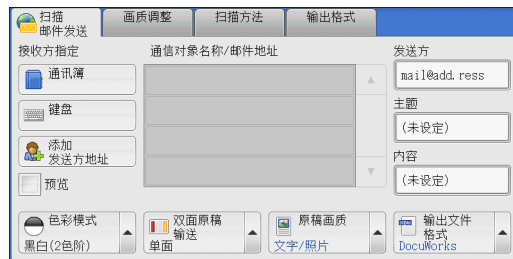 扫描
邮件发送
画质调整
扫描方法
输出格式
接收方指定
通信对象名称/邮件地址
发送方
通讯簿
键盘
添加
发送方地址
预览
mail@add.ress
主题
(未设定)
内容
(未设定)
色彩模式
黑白(2色阶)
双面原稿
输送
单面
原稿画质
文字/照片
输出文件
格式
DocuWorks